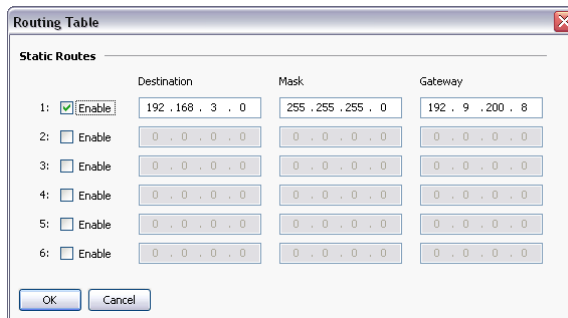 Routing Table
Static Routes
Destination Mask Gateway
1: Enable 192 .168 . 3 . 0 255 .255 .255 . 0 192 . 9 .200 . 8
2: Enable 0 . 0 . 0 . 0 0 . 0 . 0 . 0 0 . 0 . 0 . 0
3: Enable 0 . 0 . 0 . 0 0 . 0 . 0 . 0 0 . 0 . 0 . 0
4: Enable 0 . 0 . 0 . 0 0 . 0 . 0 . 0 0 . 0 . 0 . 0
5: Enable 0 . 0 . 0 . 0 0 . 0 . 0 . 0 0 . 0 . 0 . 0
6: Enable 0 . 0 . 0 . 0 0 . 0 . 0 . 0 0 . 0 . 0 . 0
OK Cancel